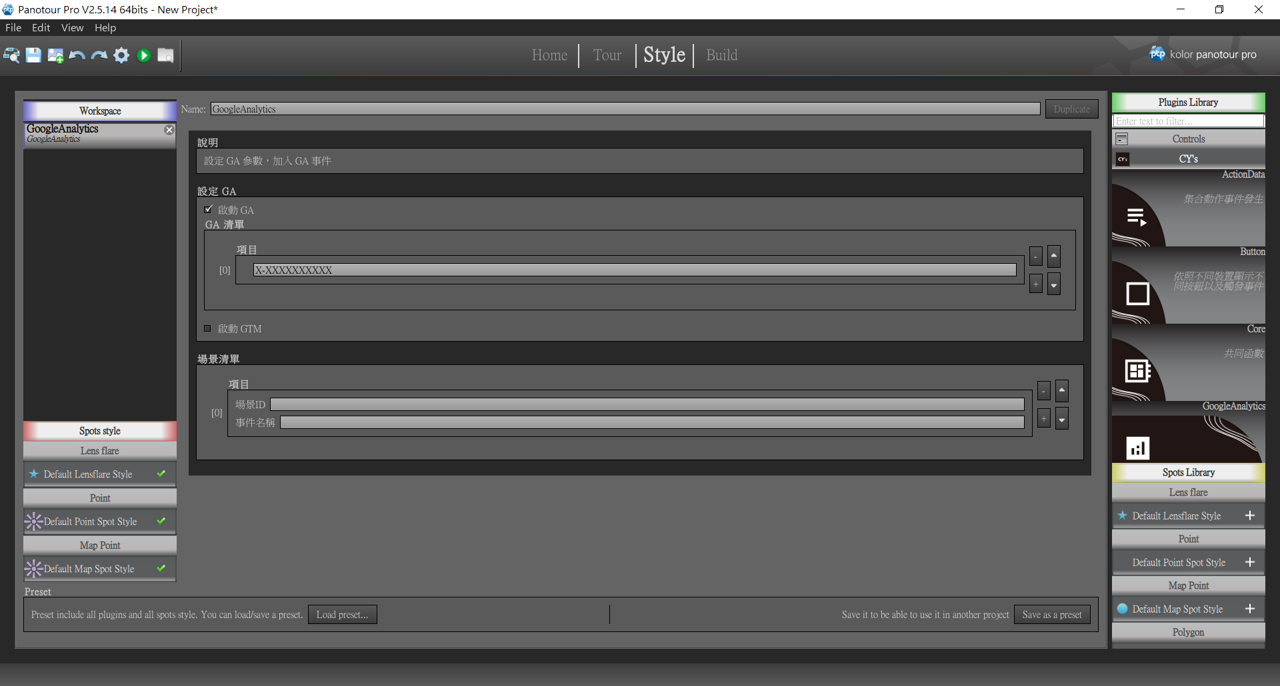 Panotour Pro V2.5.14 64bits - New Project*
File Edit View Help
Home Tour Style Build
kolor panotour pro
Workspace
GoogleAnalytics
GoogleAnalytics
Name: GoogleAnalytics
Duplicate
說明
設定 GA 參數，加入 GA 事件
設定 GA
啟動 GA
GA 清單
項目
[0]
X-XXXXXXXXXX
-
+
啟動 GTM
場景清單
項目
[0]
場景ID
事件名稱
-
+
Spots style
Lens flare
Default Lensflare Style
Point
Default Point Spot Style
Map Point
Default Map Spot Style
Preset
Preset include all plugins and all spots style. You can load/save a preset.
Load preset...
Save it to be able to use it in another project
Save as a preset
Plugins Library
Enter text to filter...
Controls
CY's
CY's
ActionData
集合動作事件發生
Button
依照不同裝置顯示不
同按鈕以及觸發事件
Core
共同函數
GoogleAnalytics
Spots Library
Lens flare
Default Lensflare Style
Point
Default Point Spot Style
Map Point
Default Map Spot Style
Polygon